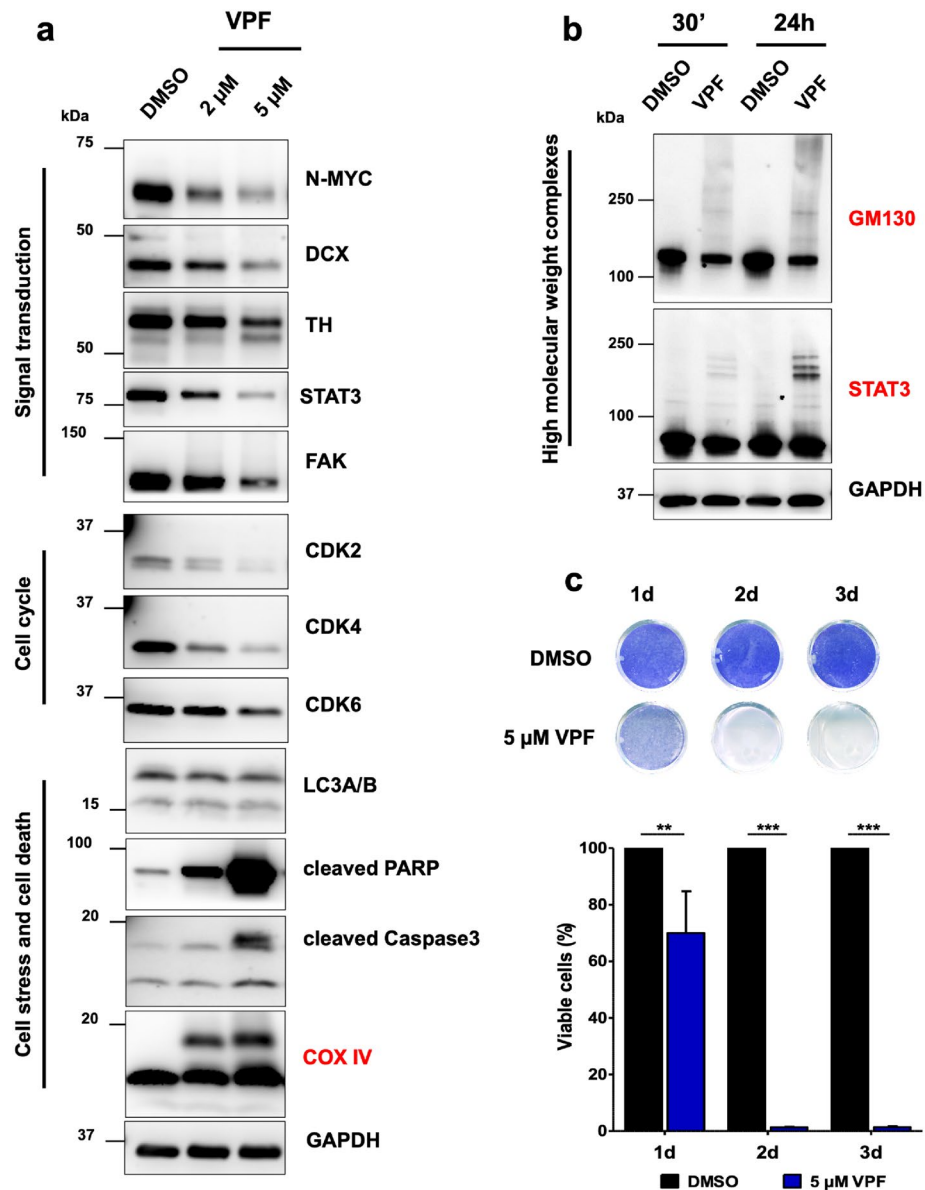 a
VPF
DMSO
2 µM
5 µM
kDa
Signal transduction
75
N-MYC
50
DCX
TH
50
STAT3
75
150
FAK
Cell cycle
37
CDK2
37
CDK4
37
CDK6
Cell stress and cell death
LC3A/B
15
100
cleaved PARP
20
cleaved Caspase3
20
COX IV
37
GAPDH
b
30’
24h
DMSO
VPF
DMSO
VPF
kDa
High molecular weight complexes
250
GM130
100
250
STAT3
100
GAPDH
37
c
1d
2d
3d
DMSO
5 µM VPF
Viable cells (%)
**
***
***
100
80
60
40
20
0
1d
2d
3d
DMSO
5 µM VPF